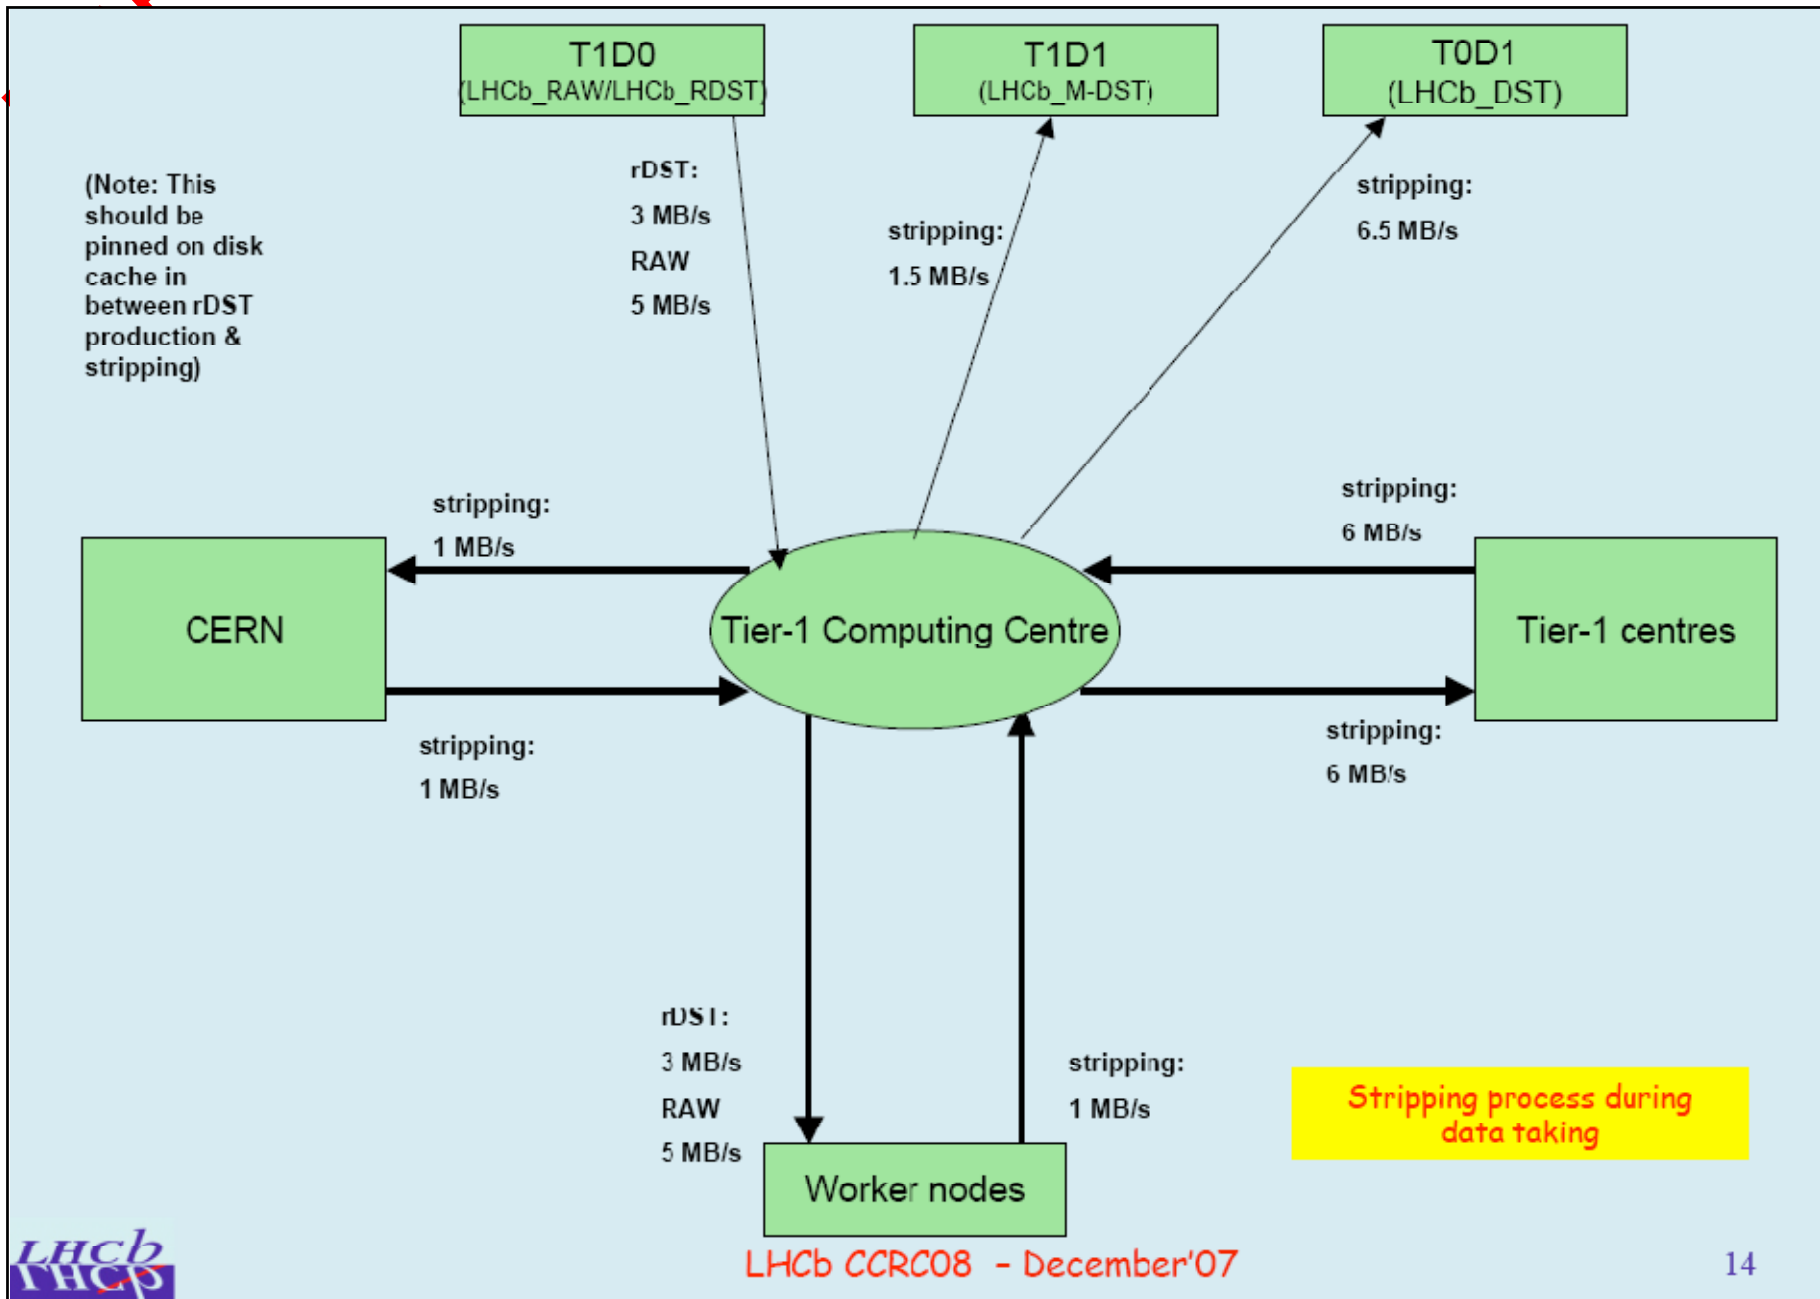 T1D0
(LHCb_RAW/LHCb_RDST)
T1D1
(LHCb_M-DST)
T0D1
(LHCb_DST)
(Note: This
should be
pinned on disk
cache in
between rDST
production &
stripping)
rDST:
3 MB/s
RAW
5 MB/s
stripping:
1.5 MB/s
stripping:
6.5 MB/s
stripping:
1 MB/s
stripping:
6 MB/s
CERN
Tier-1 Computing Centre
Tier-1 centres
stripping:
1 MB/s
stripping:
6 MB/s
rDST:
3 MB/s
RAW
5 MB/s
stripping:
1 MB/s
Stripping process during
data taking
Worker nodes
LHCb
LHCb CCRC08 - December'07
14